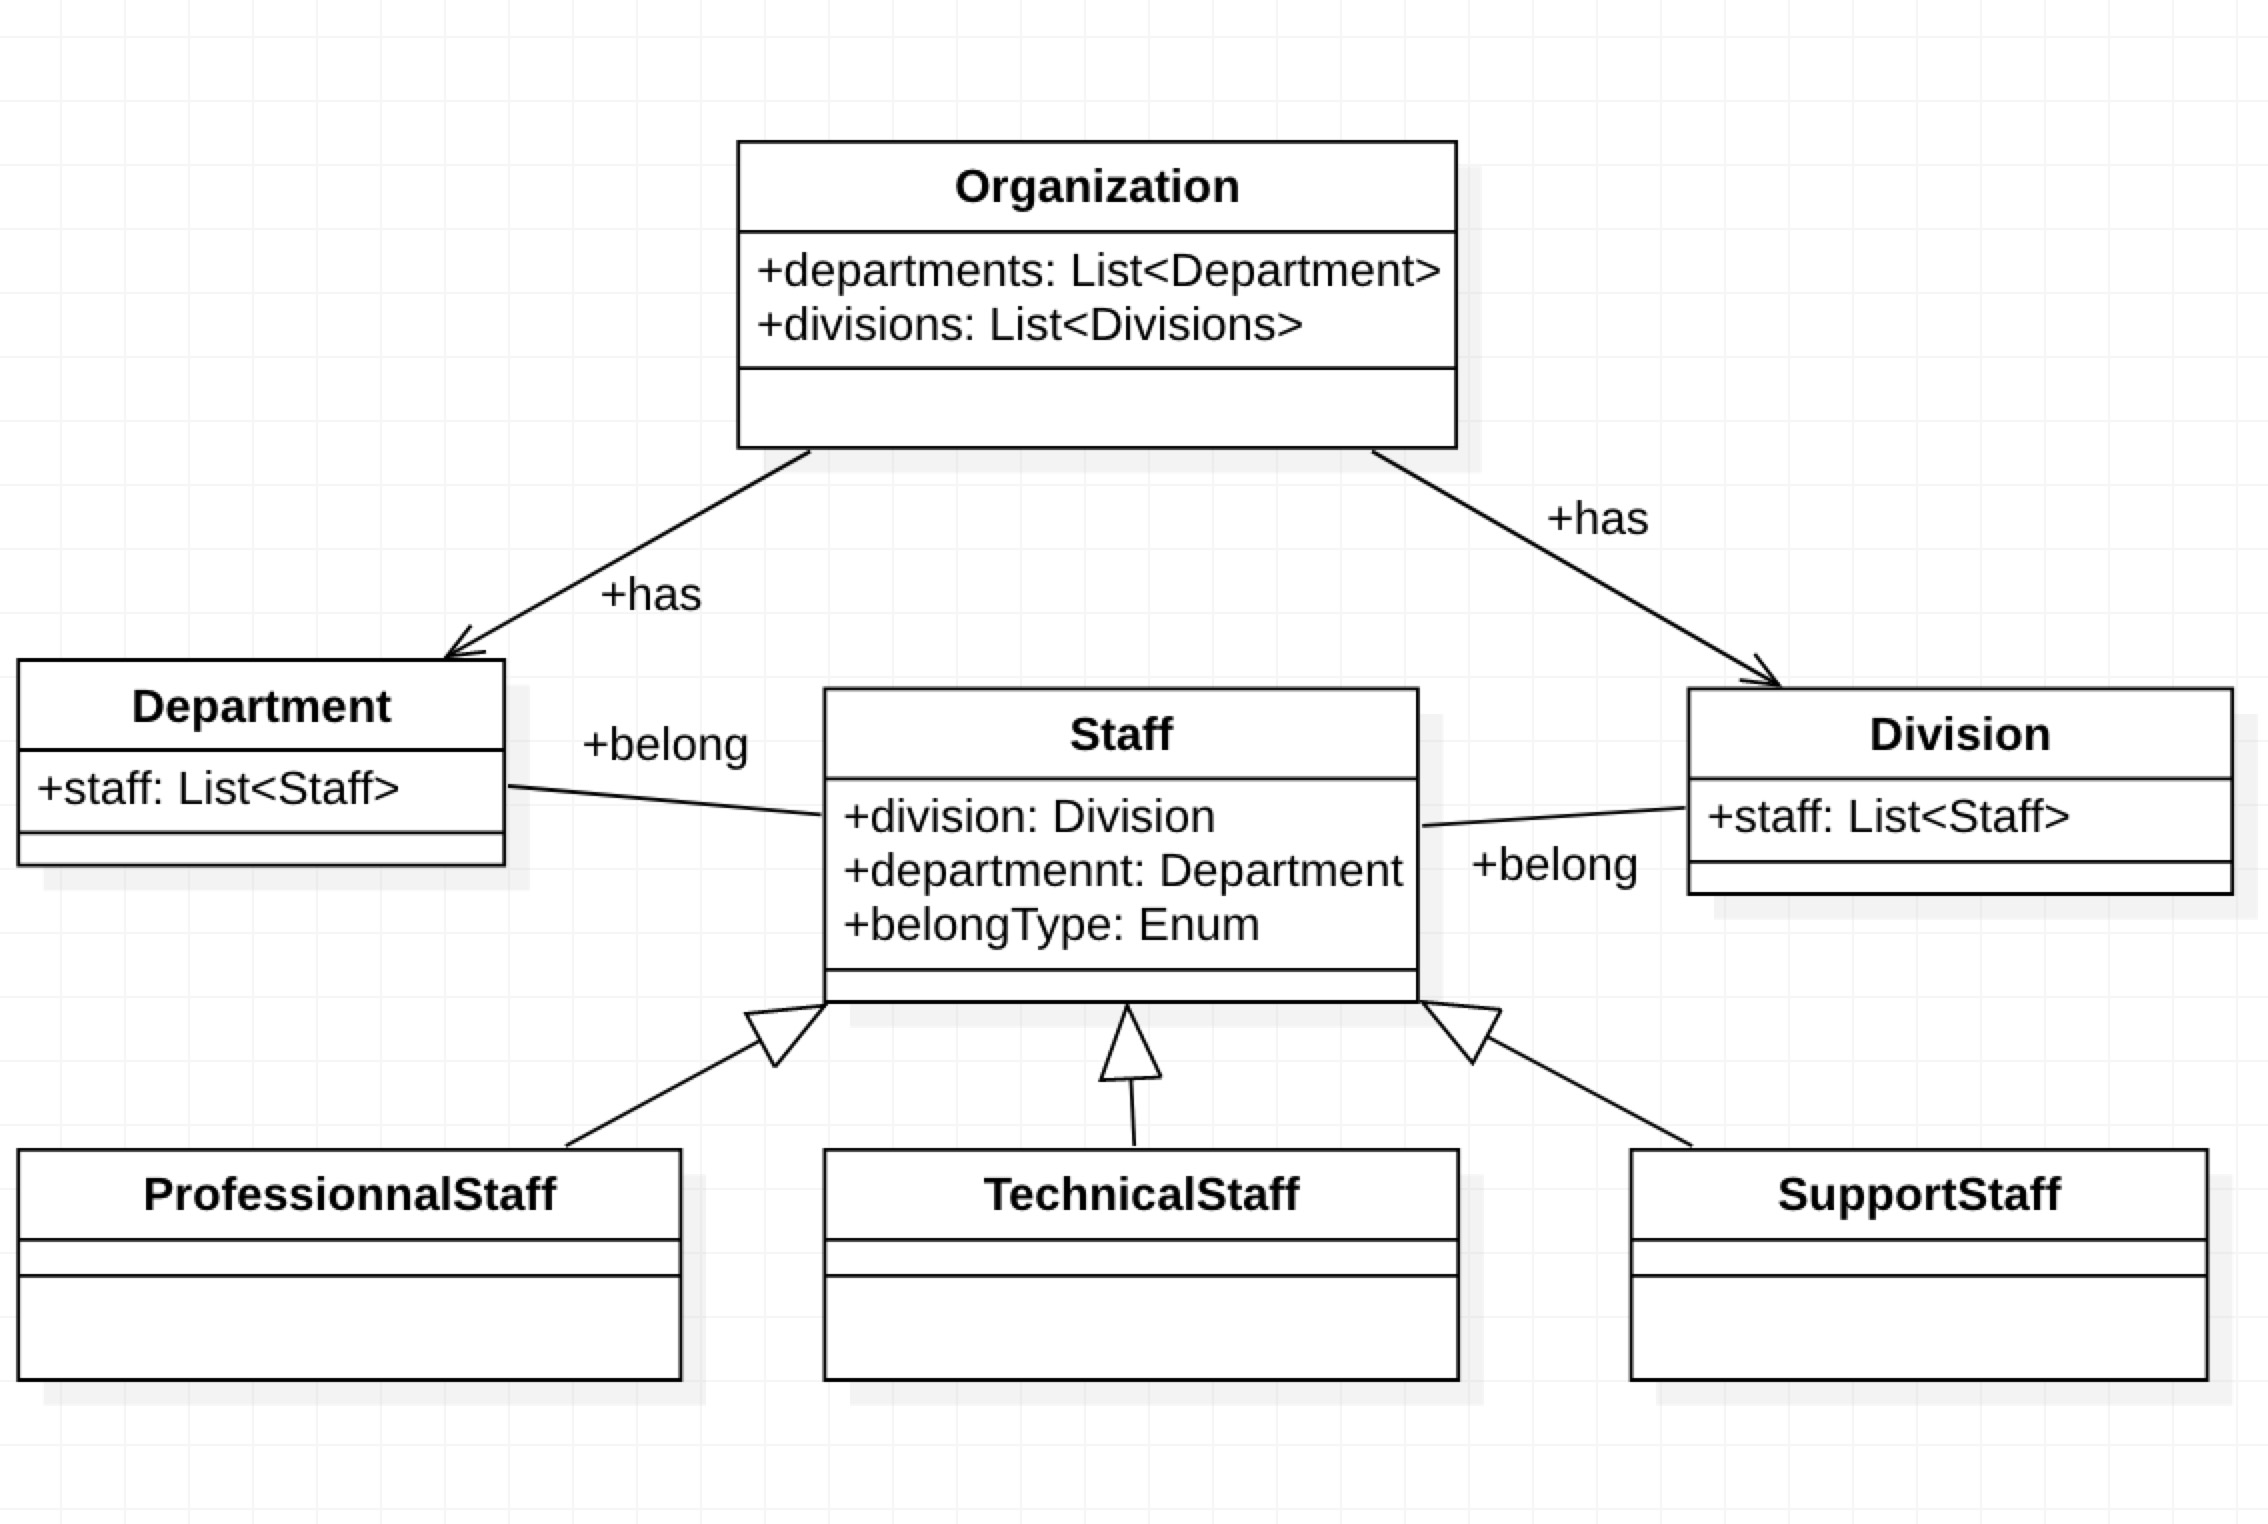 Organization
+departments: List<Department>
+divisions: List<Divisions>
+has
+has
Department
+staff: List<Staff>
+belong
Staff
+division: Division
+departmennt: Department
+belongType: Enum
Division
+staff: List<Staff>
+belong
ProfessionnalStaff
TechnicalStaff
SupportStaff